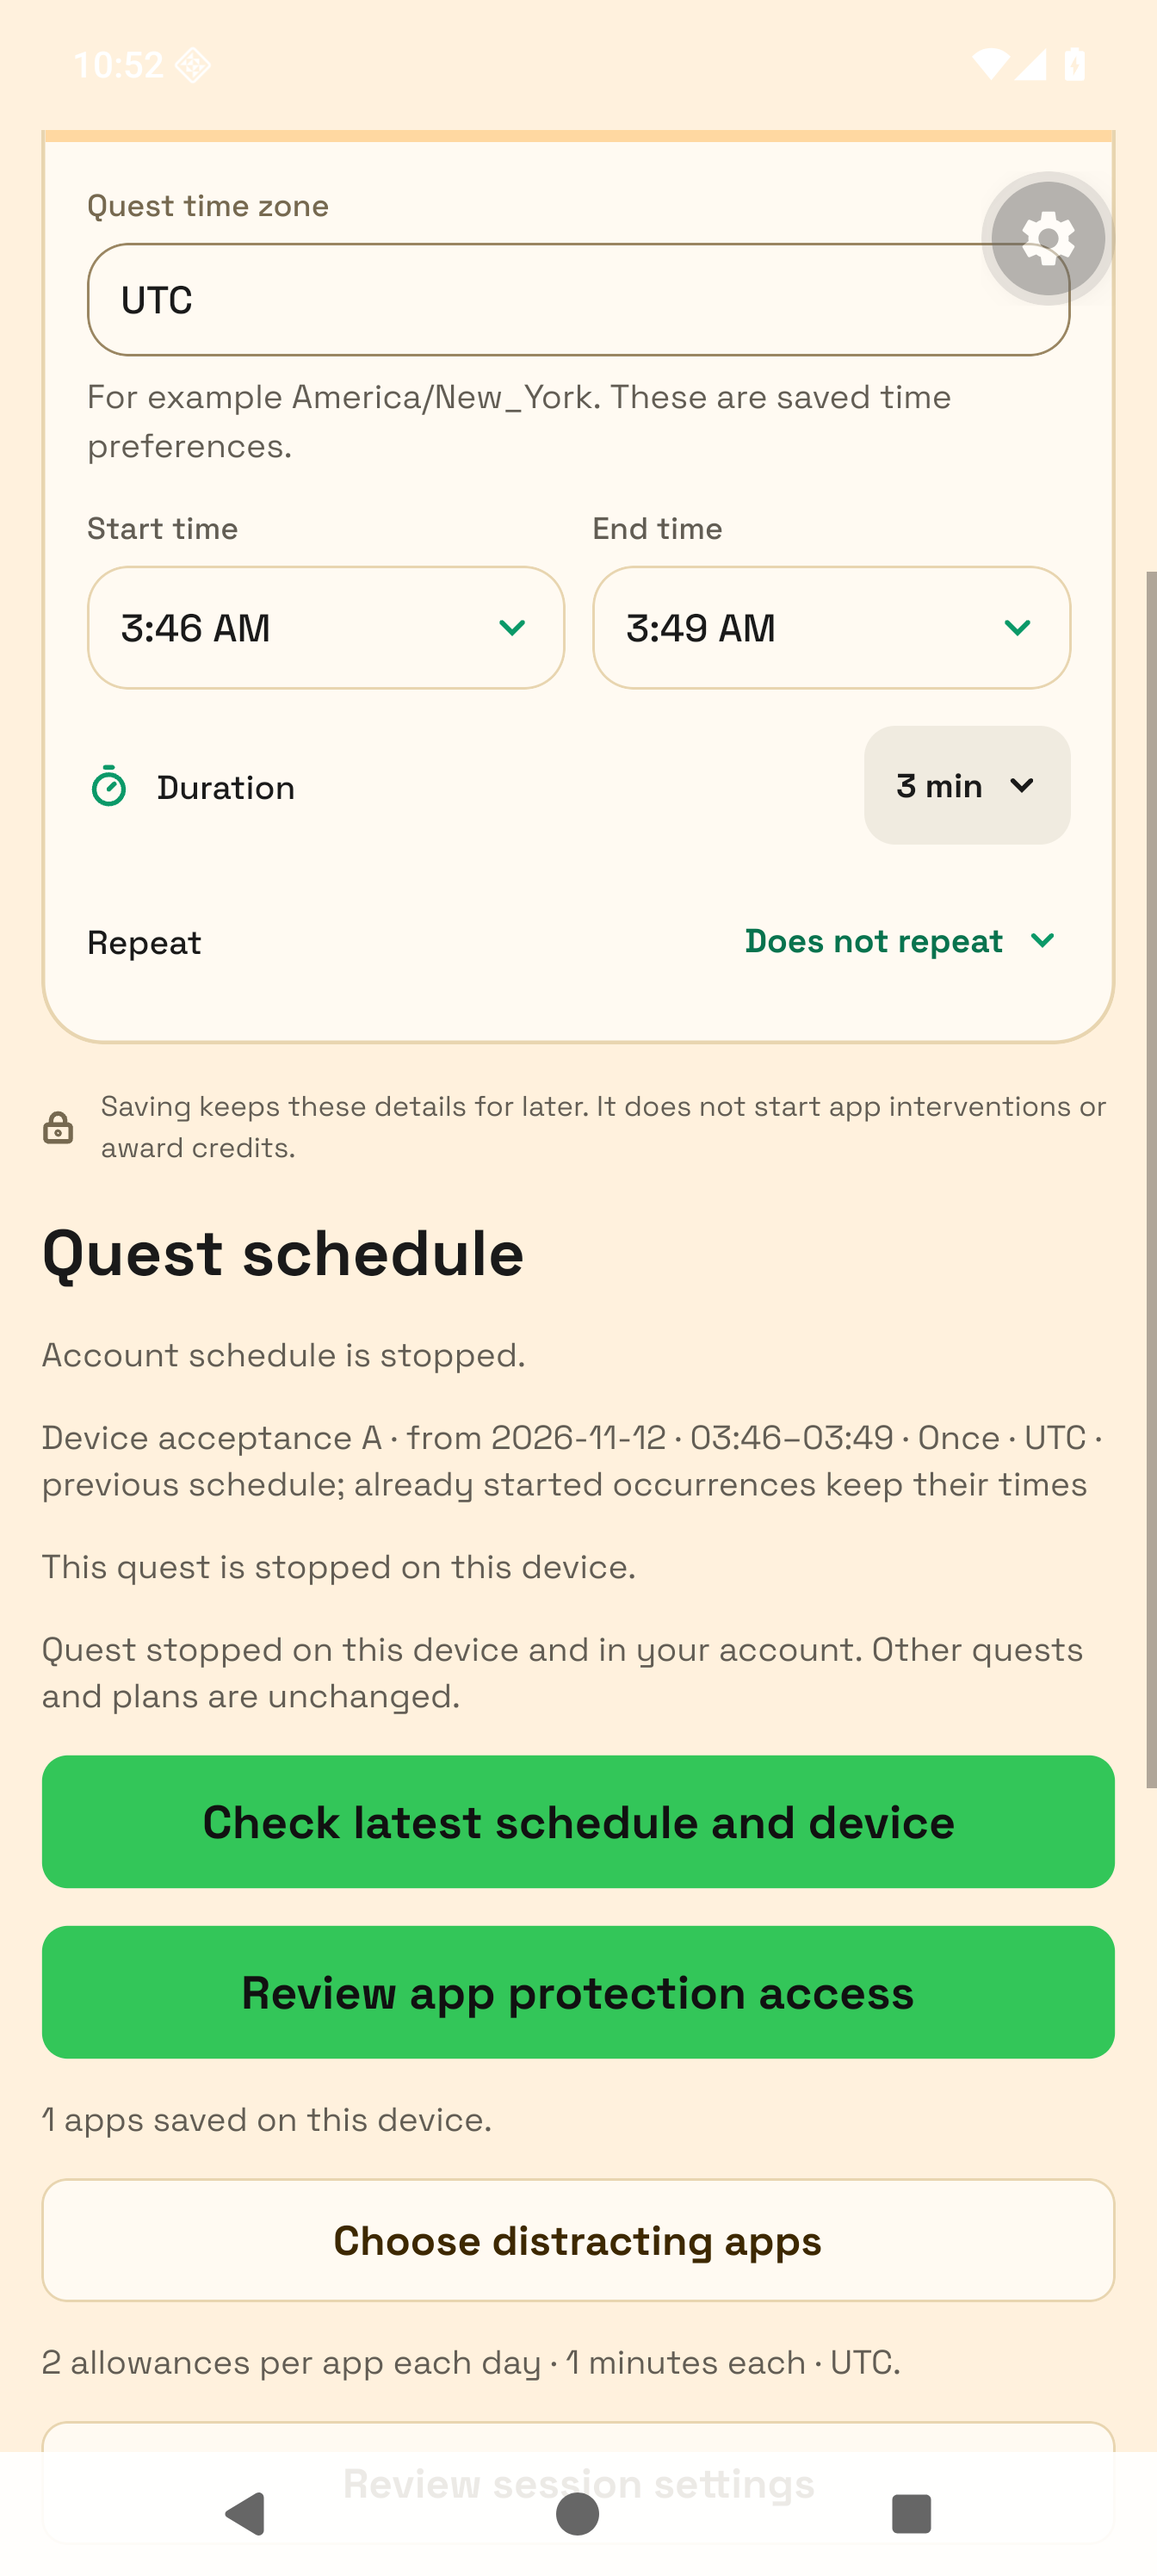 10:52
Quest time zone
UTC
For example America/New_York. These are saved time
preferences.
Start time
End time
3:46 AM
3:49 AM
Duration
3 min
Repeat
Does not repeat
Saving keeps these details for later. It does not start app interventions or
award credits.
Quest schedule
Account schedule is stopped.
Device acceptance A · from 2026-11-12 · 03:46–03:49 · Once · UTC ·
previous schedule; already started occurrences keep their times
This quest is stopped on this device.
Quest stopped on this device and in your account. Other quests
and plans are unchanged.
Check latest schedule and device
Review app protection access
1 apps saved on this device.
Choose distracting apps
2 allowances per app each day · 1 minutes each · UTC.
Review session settings